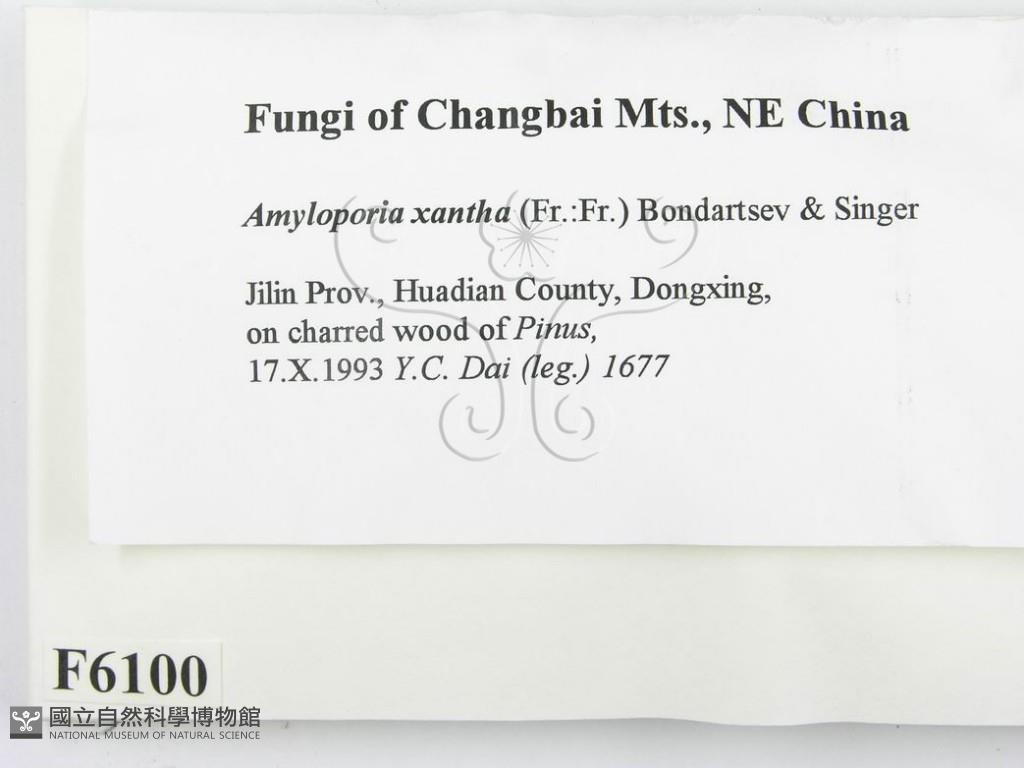 Fungi of Changbai Mts., NE China
Amyloporia xantha (Fr.:Fr.) Bondartsev & Singer
Jilin Prov., Huadian County, Dongxing,
on charred wood of Pinus,
17.X.1993 Y.C. Dai (leg.) 1677
F6100
國立自然科學博物館
NATIONAL MUSEUM OF NATURAL SCIENCE